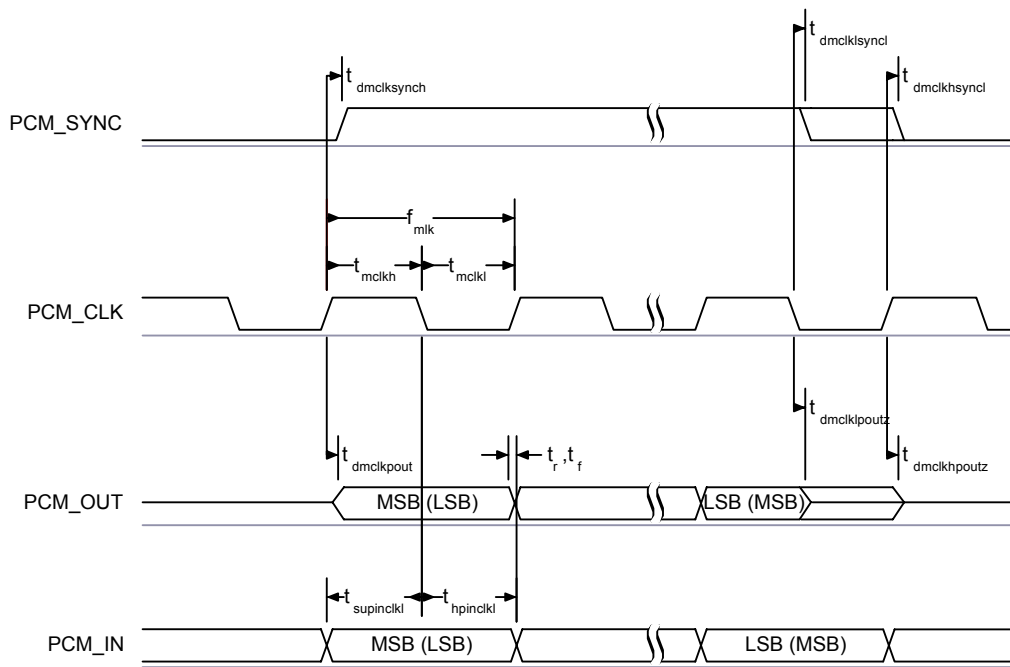 t dmclklsyncl
t dmclksynch
t dmclkhsyncl
PCM_SYNC
f mlk
t mclkh
t mclkl
PCM_CLK
t dmclklpoutz
t dmclkpout
t r ,t f
t dmclkhpoutz
PCM_OUT
MSB (LSB)
LSB (MSB)
t supinclkl
t hpinclkl
PCM_IN
MSB (LSB)
LSB (MSB)